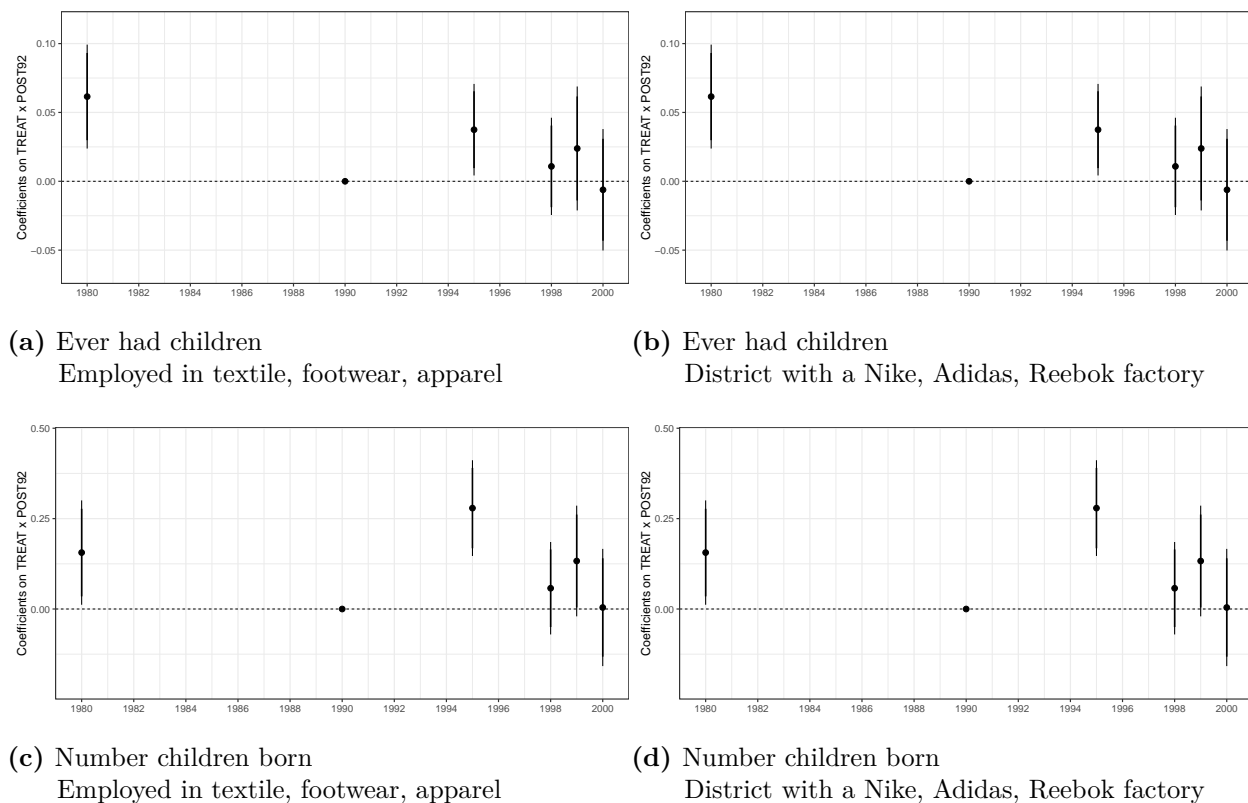 Coefficients on TREAT x POST92
0.10
0.05
0.00
−0.05
1980 1982 1984 1986 1988 1990 1992 1994 1996 1998 2000
(a) Ever had children
Employed in textile, footwear, apparel
Coefficients on TREAT x POST92
0.10
0.05
0.00
−0.05
1980 1982 1984 1986 1988 1990 1992 1994 1996 1998 2000
(b) Ever had children
District with a Nike, Adidas, Reebok factory
Coefficients on TREAT x POST92
0.50
0.25
0.00
1980 1982 1984 1986 1988 1990 1992 1994 1996 1998 2000
(c) Number children born
Employed in textile, footwear, apparel
Coefficients on TREAT x POST92
0.50
0.25
0.00
1980 1982 1984 1986 1988 1990 1992 1994 1996 1998 2000
(d) Number children born
District with a Nike, Adidas, Reebok factory